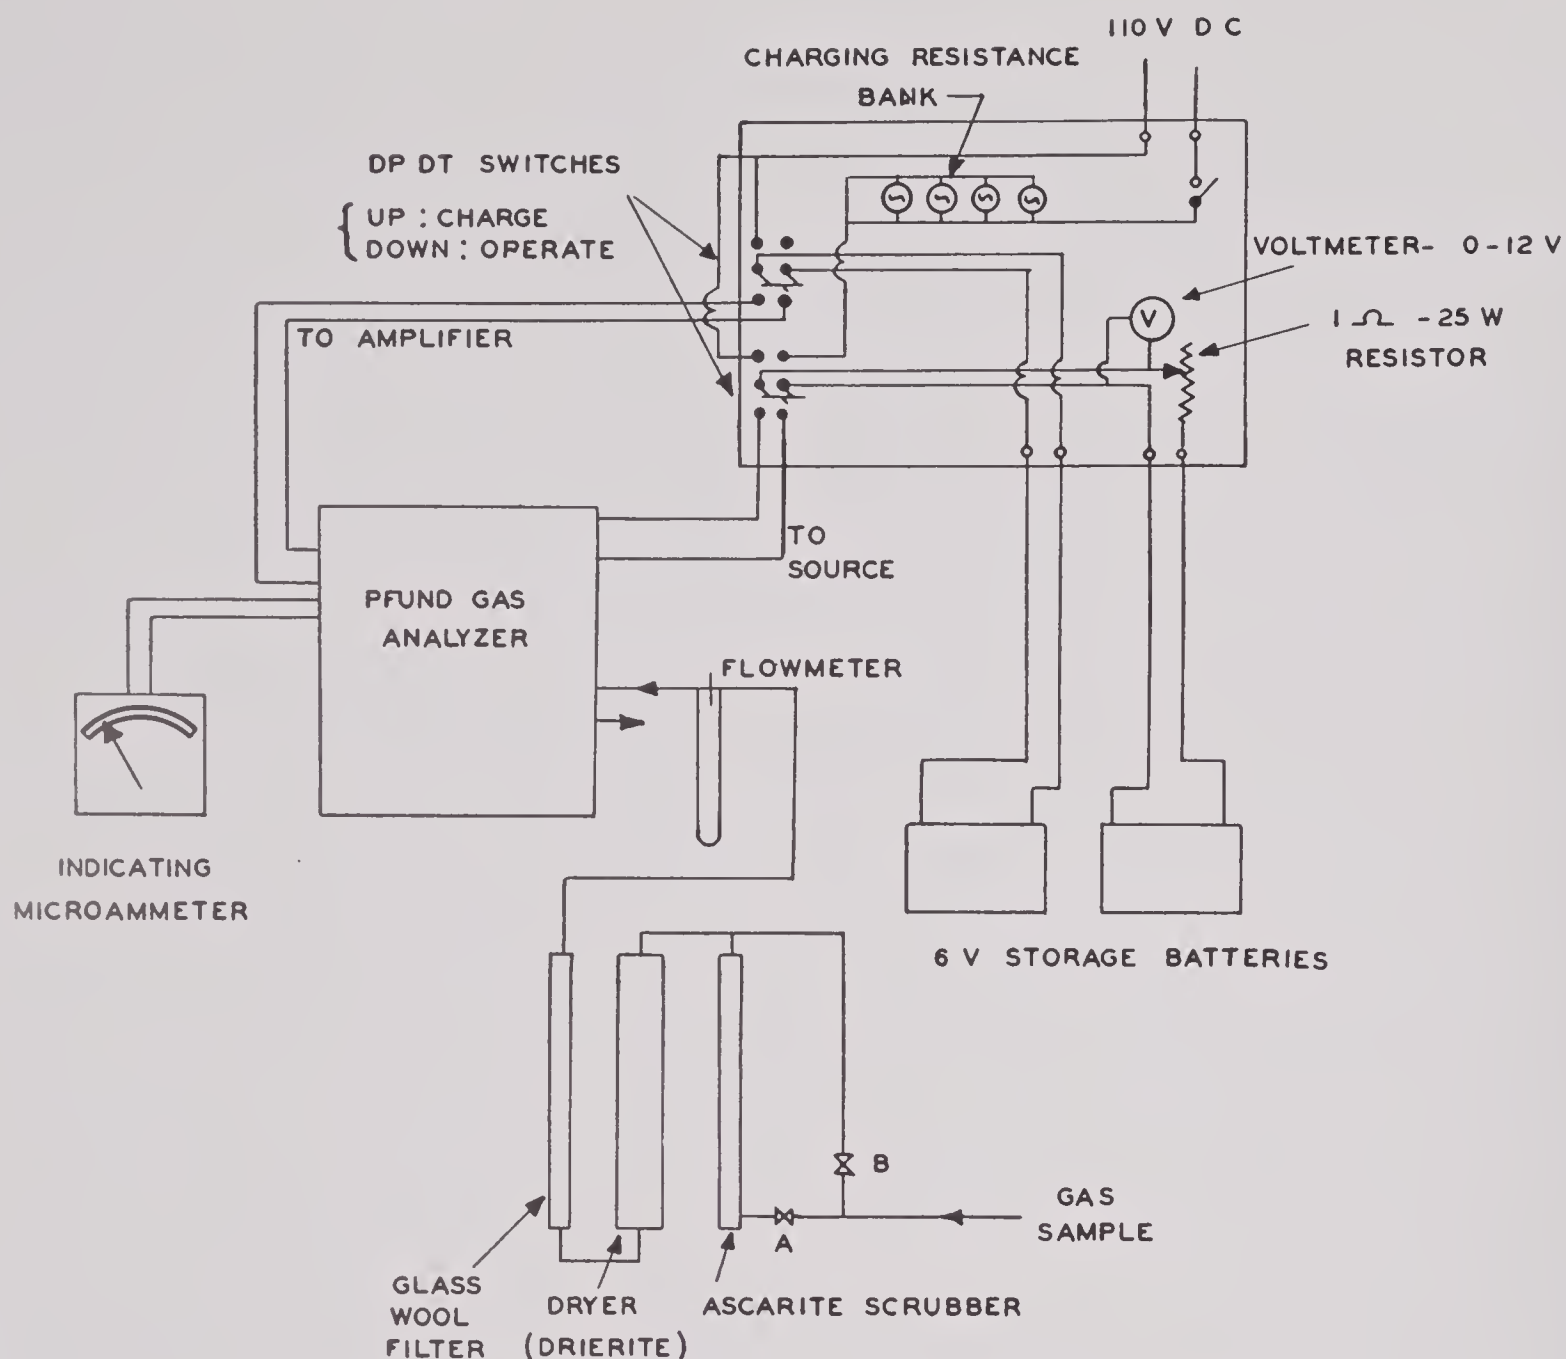 110 V D C
CHARGING RESISTANCE
BANK
DP DT SWITCHES
{ UP : CHARGE
DOWN : OPERATE
VOLTMETER- 0-12 V
V
1 Ω -25 W
RESISTOR
TO AMPLIFIER
TO
SOURCE
PFUND GAS
ANALYZER
FLOWMETER
INDICATING
MICROAMMETER
6 V STORAGE BATTERIES
B
A
GAS
SAMPLE
GLASS
WOOL
FILTER
DRYER
(DRIERITE)
ASCARITE SCRUBBER